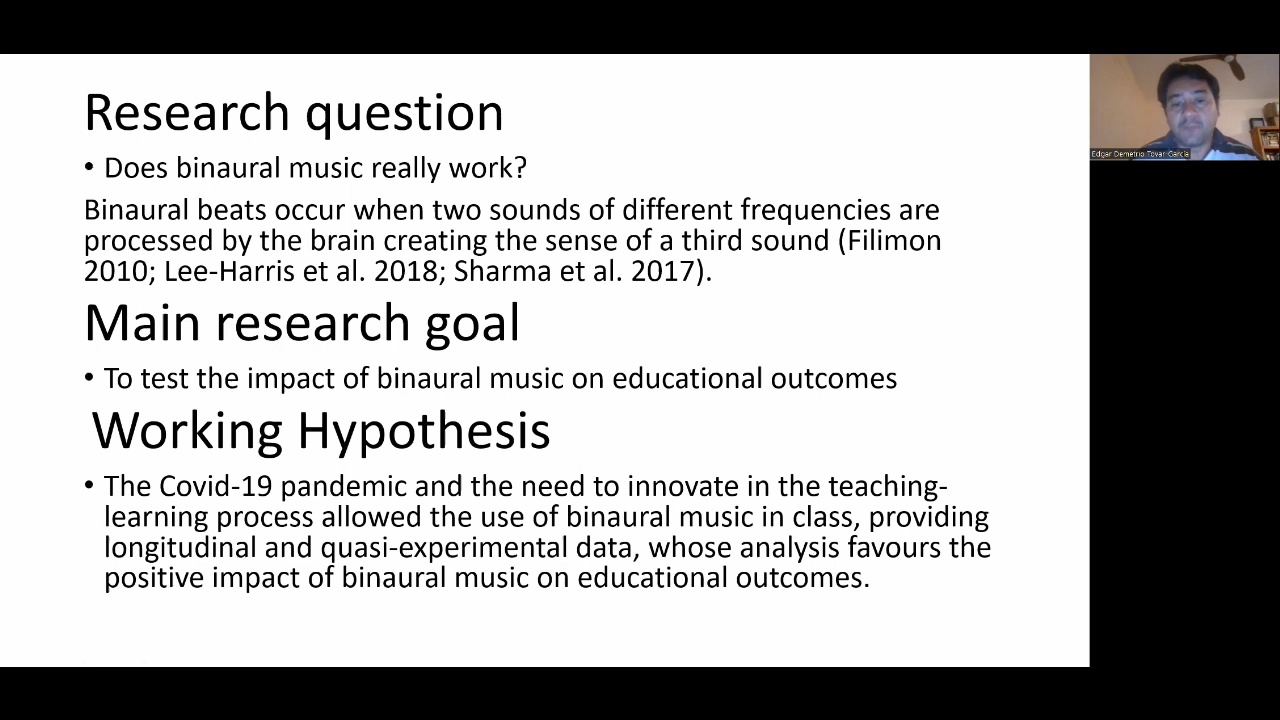 Research question
• Does binaural music really work?
Binaural beats occur when two sounds of different frequencies are
processed by the brain creating the sense of a third sound (Filimon
2010; Lee-Harris et al. 2018; Sharma et al. 2017).
Main research goal
• To test the impact of binaural music on educational outcomes
Working Hypothesis
• The Covid-19 pandemic and the need to innovate in the teaching-
learning process allowed the use of binaural music in class, providing
longitudinal and quasi-experimental data, whose analysis favours the
positive impact of binaural music on educational outcomes.
Edgar Demetrio Tovar-García